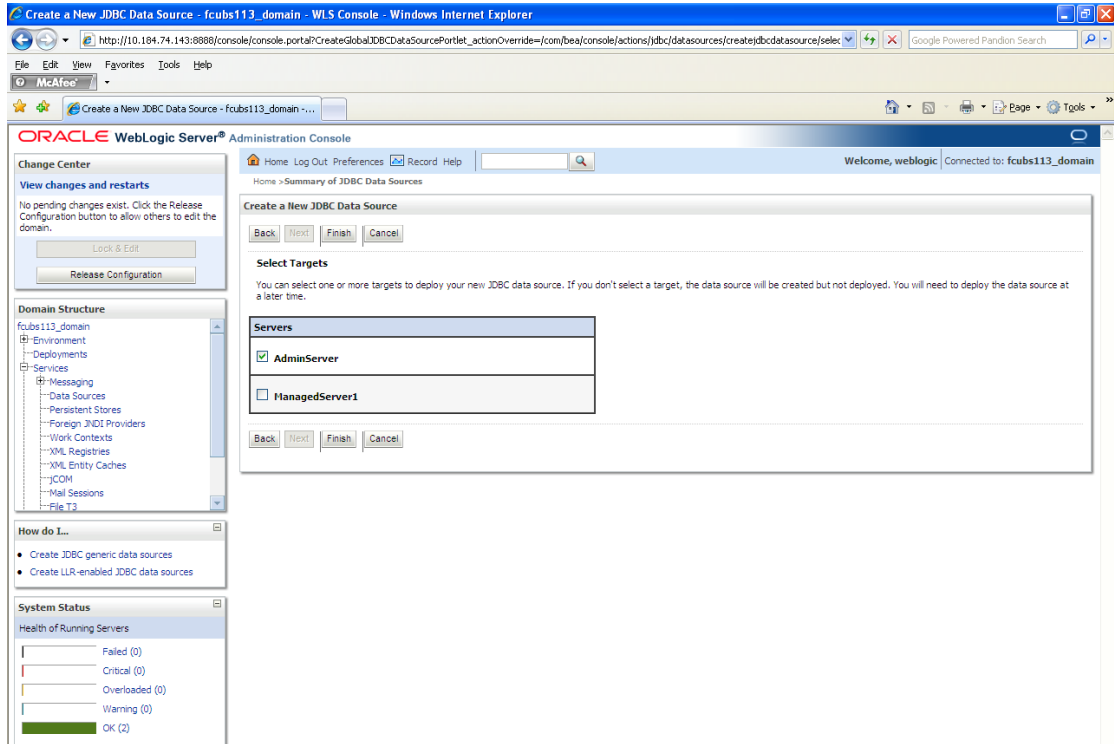 Create a New JDBC Data Source - fcubs113_domain - WLS Console - Windows Internet Explorer
http://10.184.74.143:8888/console/console.portal?CreateGlobalJDBCDataSourcePortlet_actionOverride=/com/bea/console/actions/jdbc/datasources/createjdbcdatasource/selec
Google Powered Pandion Search
File Edit View Favorites Tools Help
McAfee
Create a New JDBC Data Source - fcubs113_domain -...
Page Tools »
ORACLE WebLogic Server® Administration Console
Change Center
View changes and restarts
No pending changes exist. Click the Release
Configuration button to allow others to edit the
domain.
Lock & Edit
Release Configuration
Domain Structure
fcubs113_domain
Environment
Deployments
Services
Messaging
Data Sources
Persistent Stores
Foreign JNDI Providers
Work Contexts
XML Registries
XML Entity Caches
jCOM
Mail Sessions
File T3
How do I...
Create JDBC generic data sources
Create LLR-enabled JDBC data sources
System Status
Health of Running Servers
Failed (0)
Critical (0)
Overloaded (0)
Warning (0)
OK (2)
Home Log Out Preferences Record Help
Welcome, weblogic Connected to: fcubs113_domain
Home >Summary of JDBC Data Sources
Create a New JDBC Data Source
Back Next Finish Cancel
Select Targets
You can select one or more targets to deploy your new JDBC data source. If you don't select a target, the data source will be created but not deployed. You will need to deploy the data source at
a later time.
Servers
AdminServer
ManagedServer1
Back Next Finish Cancel